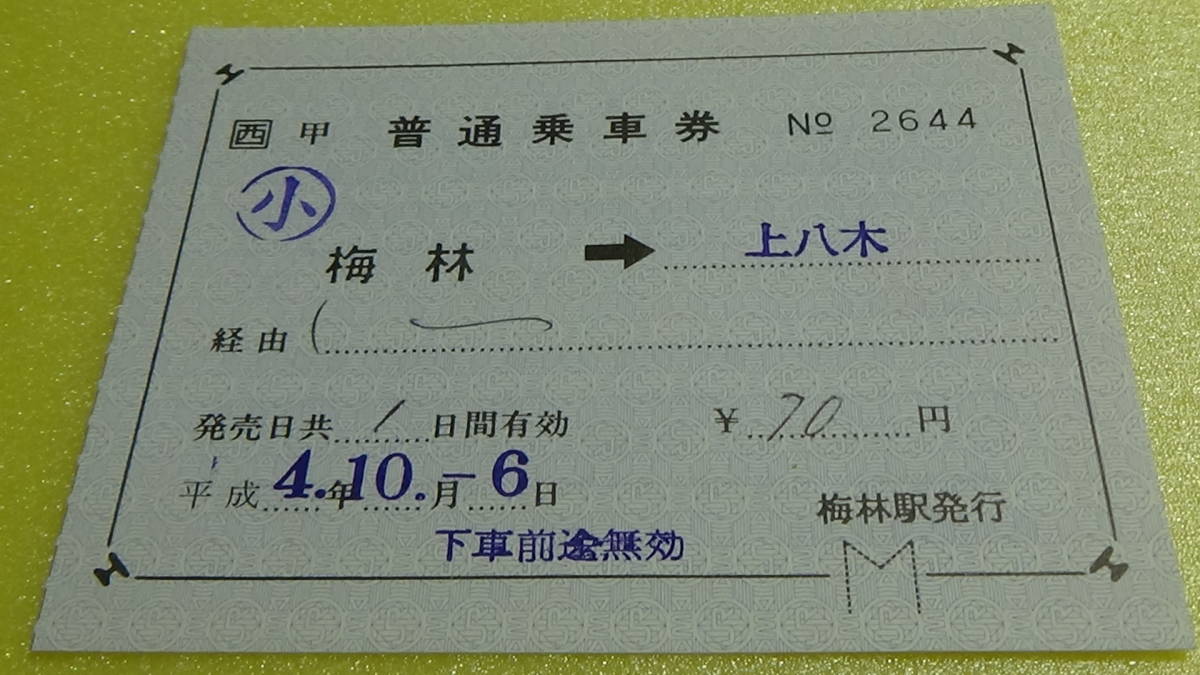 西 甲 普通乗車券 № 2644
小
梅林 ➡ 上八木
経由
発売日共 1 日間有効 ¥ 70 円
平成 4.年10.月-6日
梅林駅発行
下車前途無効